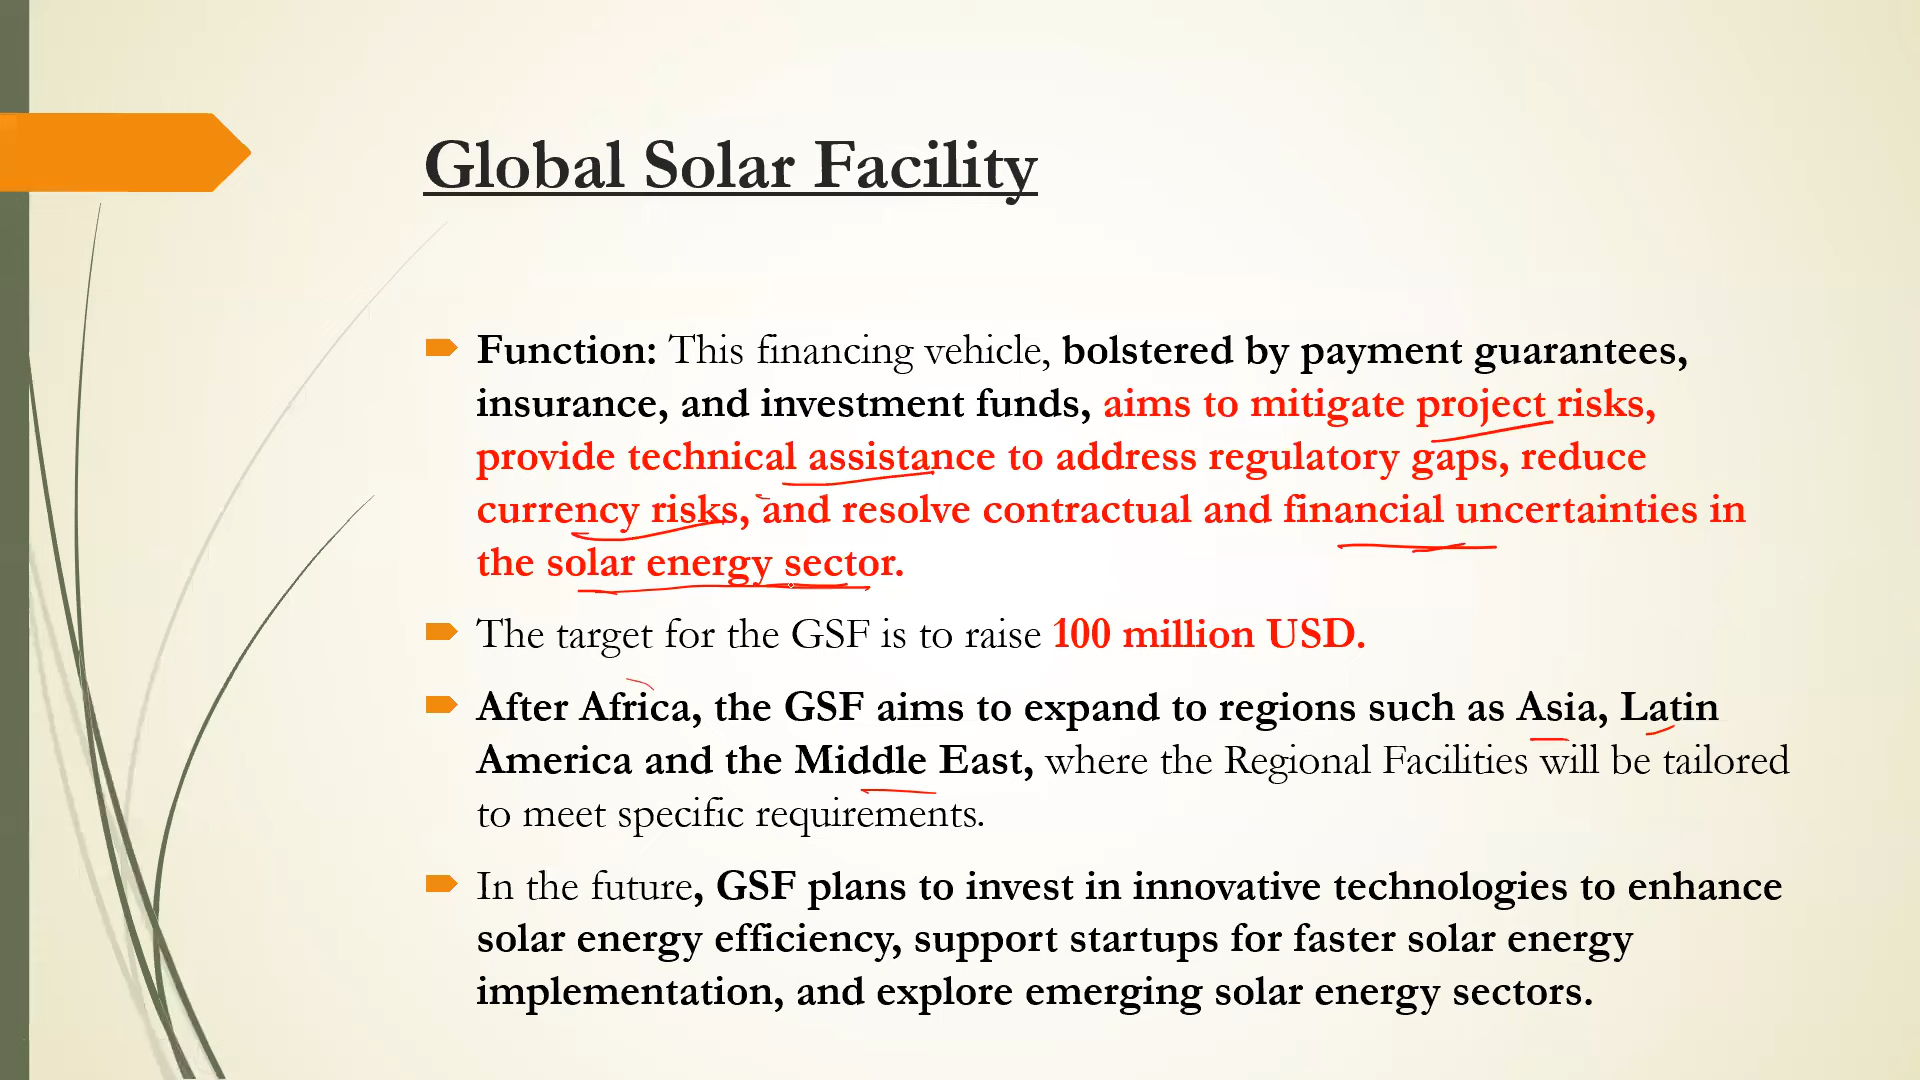 Global Solar Facility
Function: This financing vehicle, bolstered by payment guarantees,
insurance, and investment funds, aims to mitigate project risks,
provide technical assistance to address regulatory gaps, reduce
currency risks, and resolve contractual and financial uncertainties in
the solar energy sector.
The target for the GSF is to raise 100 million USD.
After Africa, the GSF aims to expand to regions such as Asia, Latin
America and the Middle East, where the Regional Facilities will be tailored
to meet specific requirements.
In the future, GSF plans to invest in innovative technologies to enhance
solar energy efficiency, support startups for faster solar energy
implementation, and explore emerging solar energy sectors.